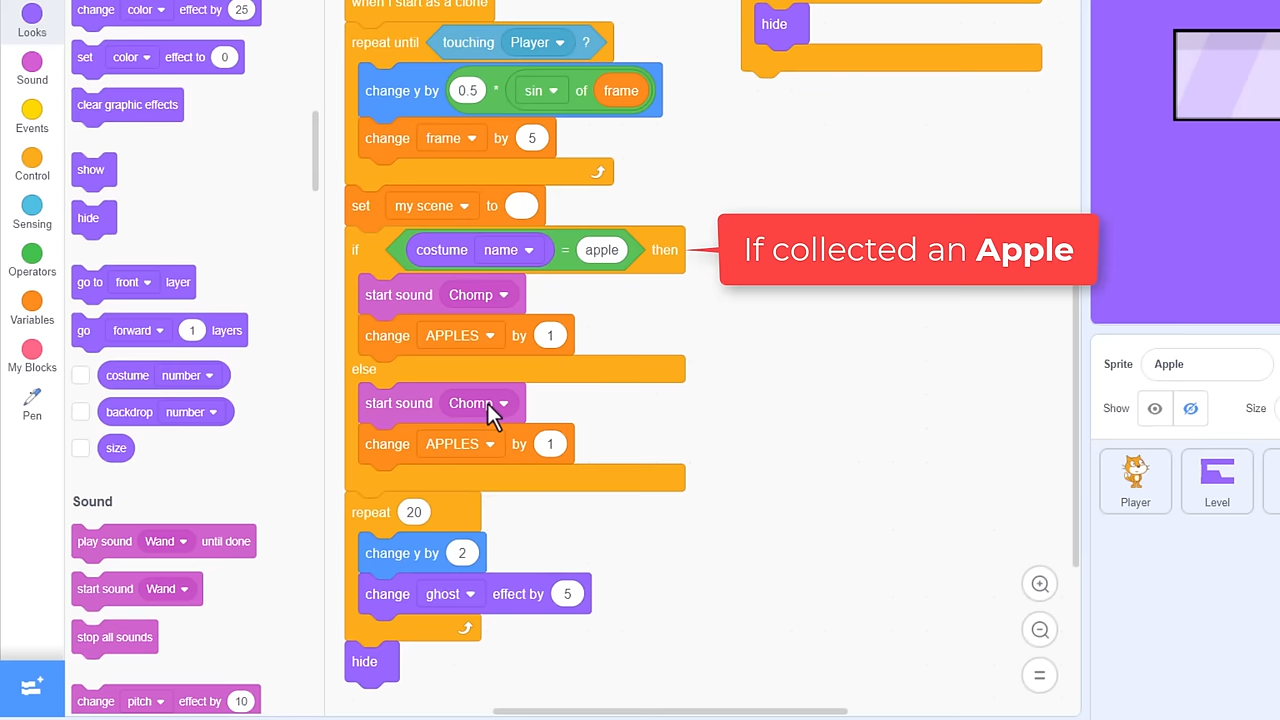 Looks
Sound
Events
Control
Sensing
Operators
Variables
My Blocks
Pen
change color effect by 25
set color effect to 0
clear graphic effects
show
hide
go to front layer
go forward 1 layers
costume number
backdrop number
size
Sound
play sound Wand until done
start sound Wand
stop all sounds
change pitch effect by 10
when I start as a clone
repeat until touching Player ?
change y by 0.5 * sin of frame
change frame by 5
set my scene to
if costume name = apple then
start sound Chomp
change APPLES by 1
else
start sound Chomp
change APPLES by 1
repeat 20
change y by 2
change ghost effect by 5
hide
hide
If collected an Apple
Sprite Apple
Show Size
Player
Level